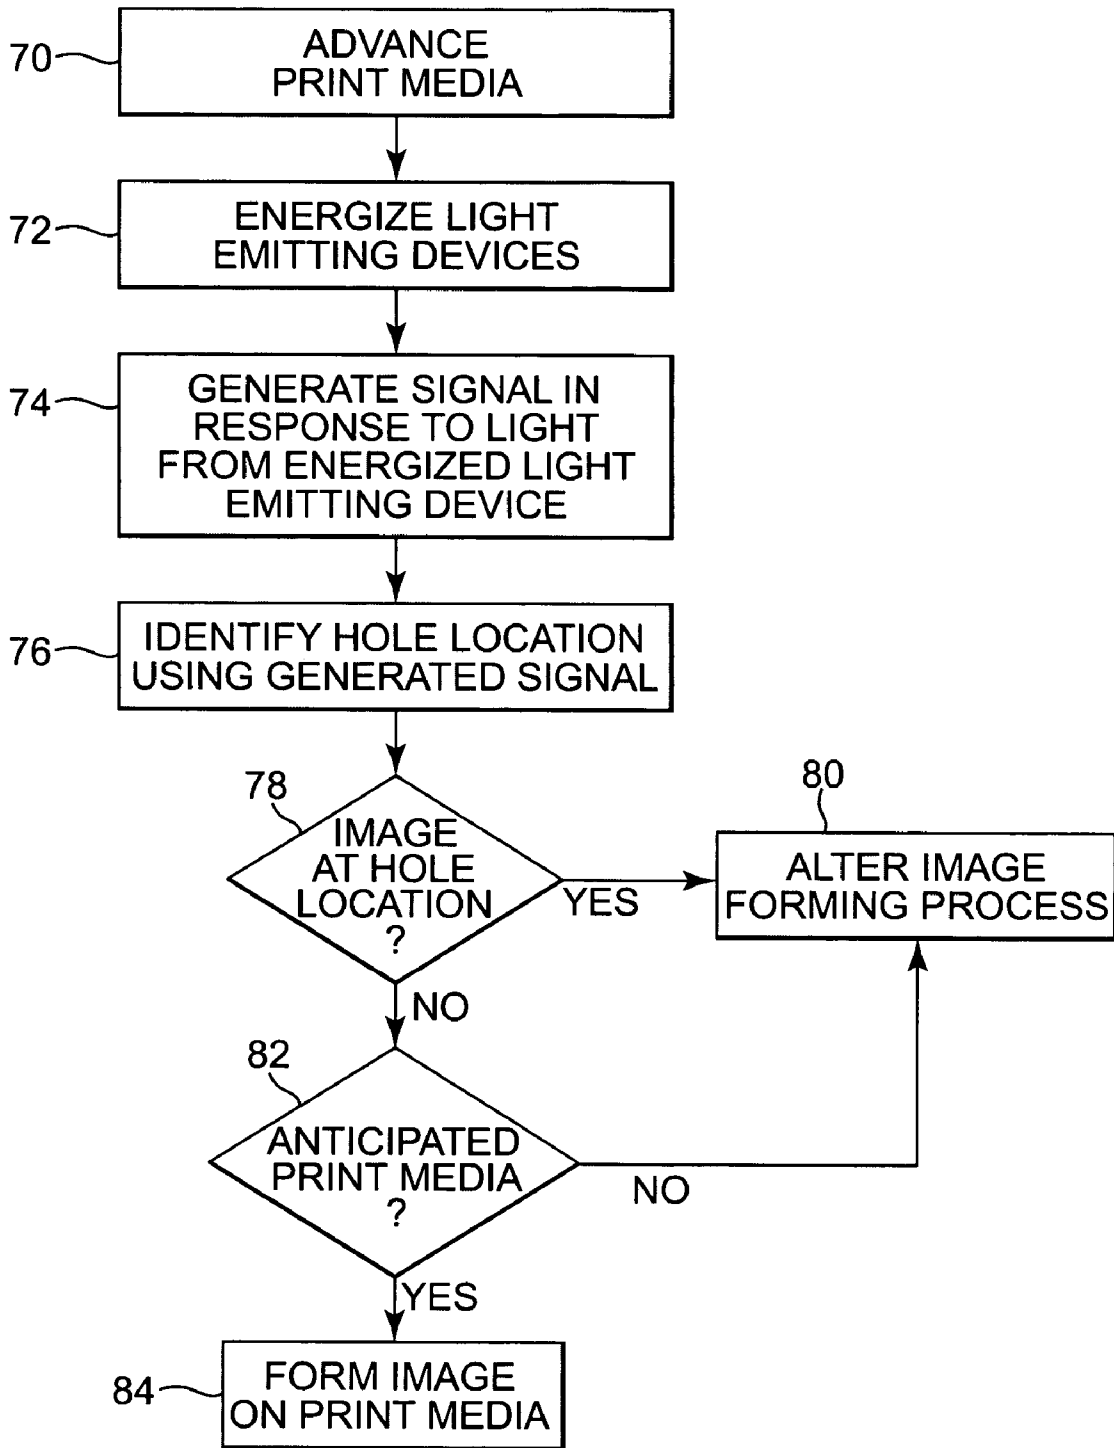 70
ADVANCE
PRINT MEDIA
72
ENERGIZE LIGHT
EMITTING DEVICES
74
GENERATE SIGNAL IN
RESPONSE TO LIGHT
FROM ENERGIZED LIGHT
EMITTING DEVICE
76
IDENTIFY HOLE LOCATION
USING GENERATED SIGNAL
78
IMAGE
AT HOLE
LOCATION
?
YES
80
ALTER IMAGE
FORMING PROCESS
NO
82
ANTICIPATED
PRINT MEDIA
?
NO
YES
84
FORM IMAGE
ON PRINT MEDIA